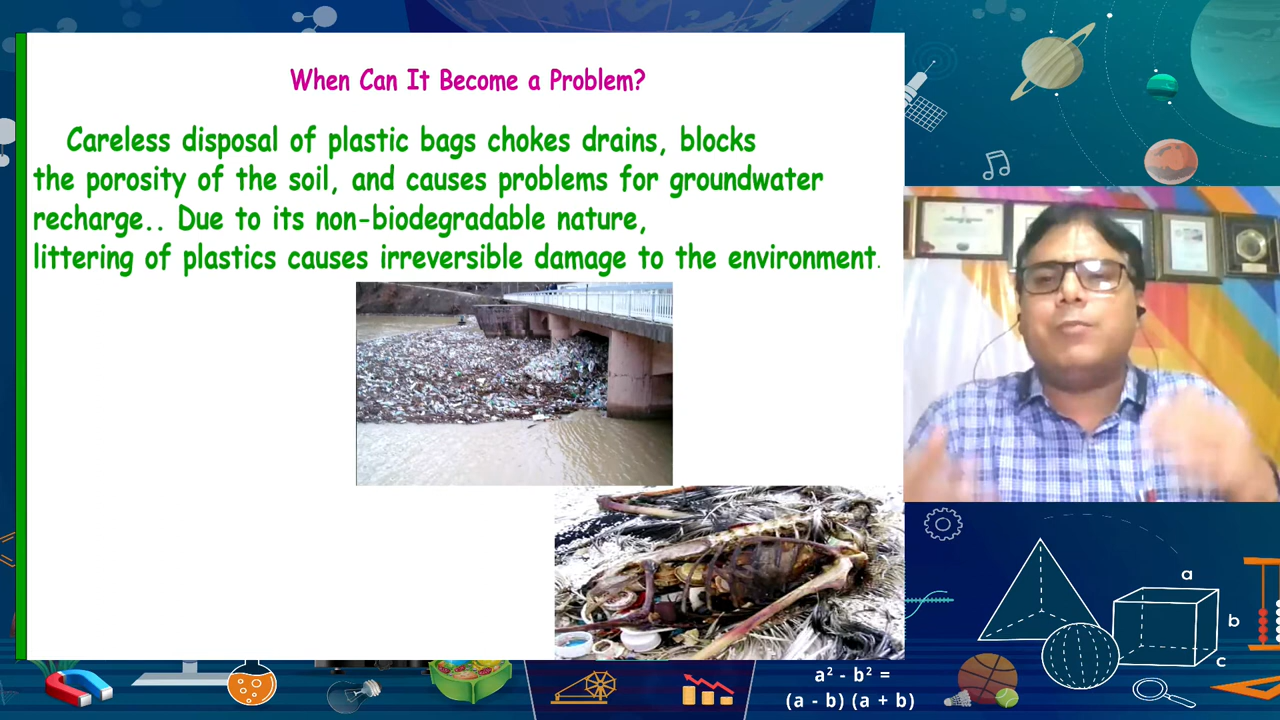 When Can It Become a Problem?
Careless disposal of plastic bags chokes drains, blocks
the porosity of the soil, and causes problems for groundwater
recharge.. Due to its non-biodegradable nature,
littering of plastics causes irreversible damage to the environment.
a
b
c
a² - b² =
(a - b) (a + b)